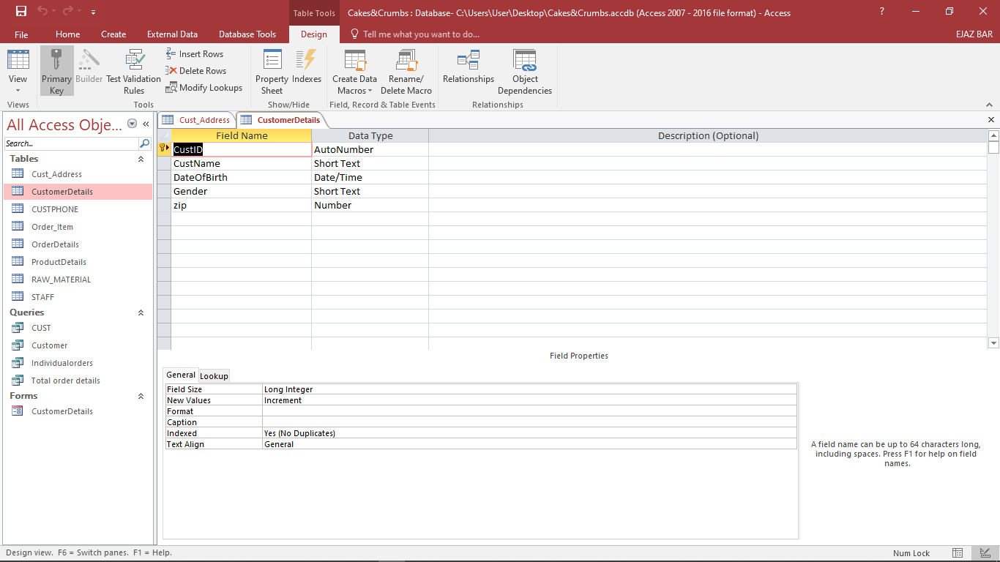 Table Tools
Cakes&Crumbs : Database- C:\Users\User\Desktop\Cakes&Crumbs.accdb (Access 2007 - 2016 file format) - Access
?
File Home Create External Data Database Tools Design Tell me what you want to do... EJAZ BAR
View
Primary Key
Builder
Test Validation Rules
Insert Rows
Delete Rows
Modify Lookups
Property Sheet
Indexes
Create Data Macros
Rename/ Delete Macro
Relationships
Object Dependencies
Views Tools Show/Hide Field, Record & Table Events Relationships
All Access Obje...
Search...
Tables
Cust_Address
CustomerDetails
CUSTPHONE
Order_Item
OrderDetails
ProductDetails
RAW_MATERIAL
STAFF
Queries
CUST
Customer
Individualorders
Total order details
Forms
CustomerDetails
Cust_Address CustomerDetails
Field Name Data Type Description (Optional)
CustID AutoNumber
CustName Short Text
DateOfBirth Date/Time
Gender Short Text
zip Number
Field Properties
General Lookup
Field Size Long Integer
New Values Increment
Format
Caption
Indexed Yes (No Duplicates)
Text Align General
A field name can be up to 64 characters long,
including spaces. Press F1 for help on field
names.
Design view. F6 = Switch panes. F1 = Help.
Num Lock